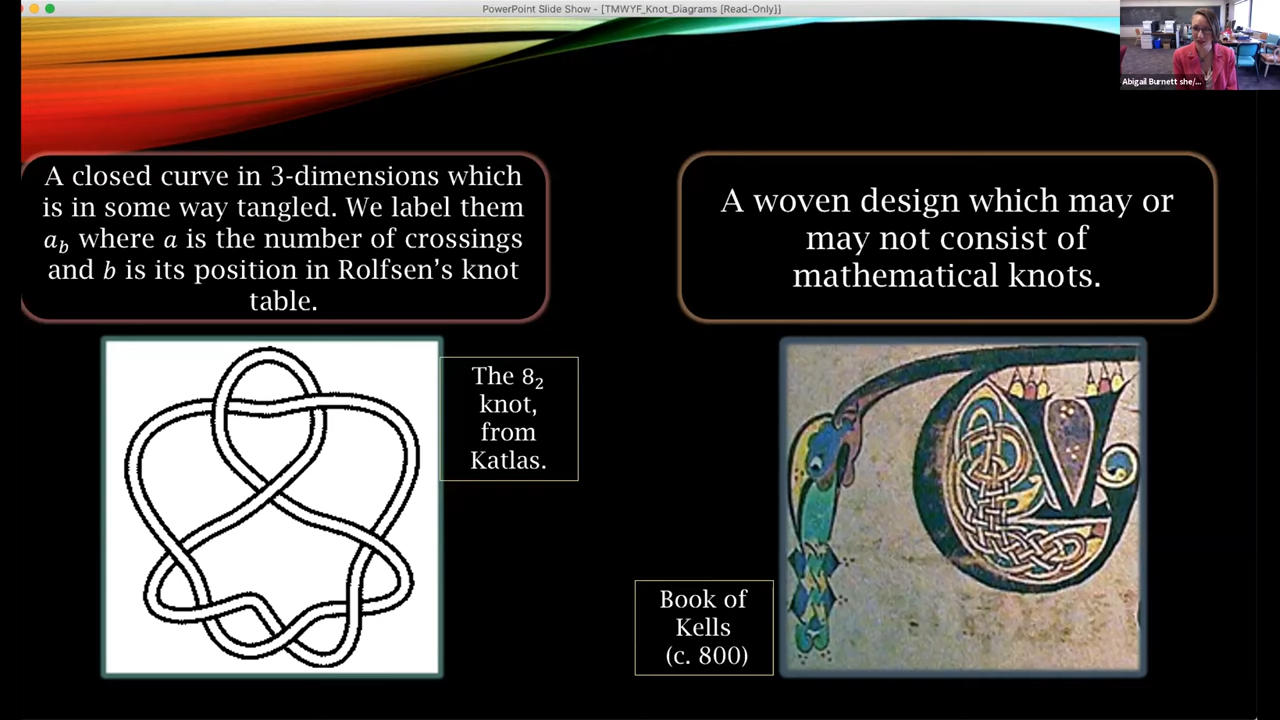 PowerPoint Slide Show - [TMWYF_Knot_Diagrams [Read-Only]]
Abigail Burnett she/...
A closed curve in 3-dimensions which
is in some way tangled. We label them
a_b where a is the number of crossings
and b is its position in Rolfsen’s knot
table.
A woven design which may or
may not consist of
mathematical knots.
The 8₂
knot,
from
Katlas.
Book of
Kells
(c. 800)